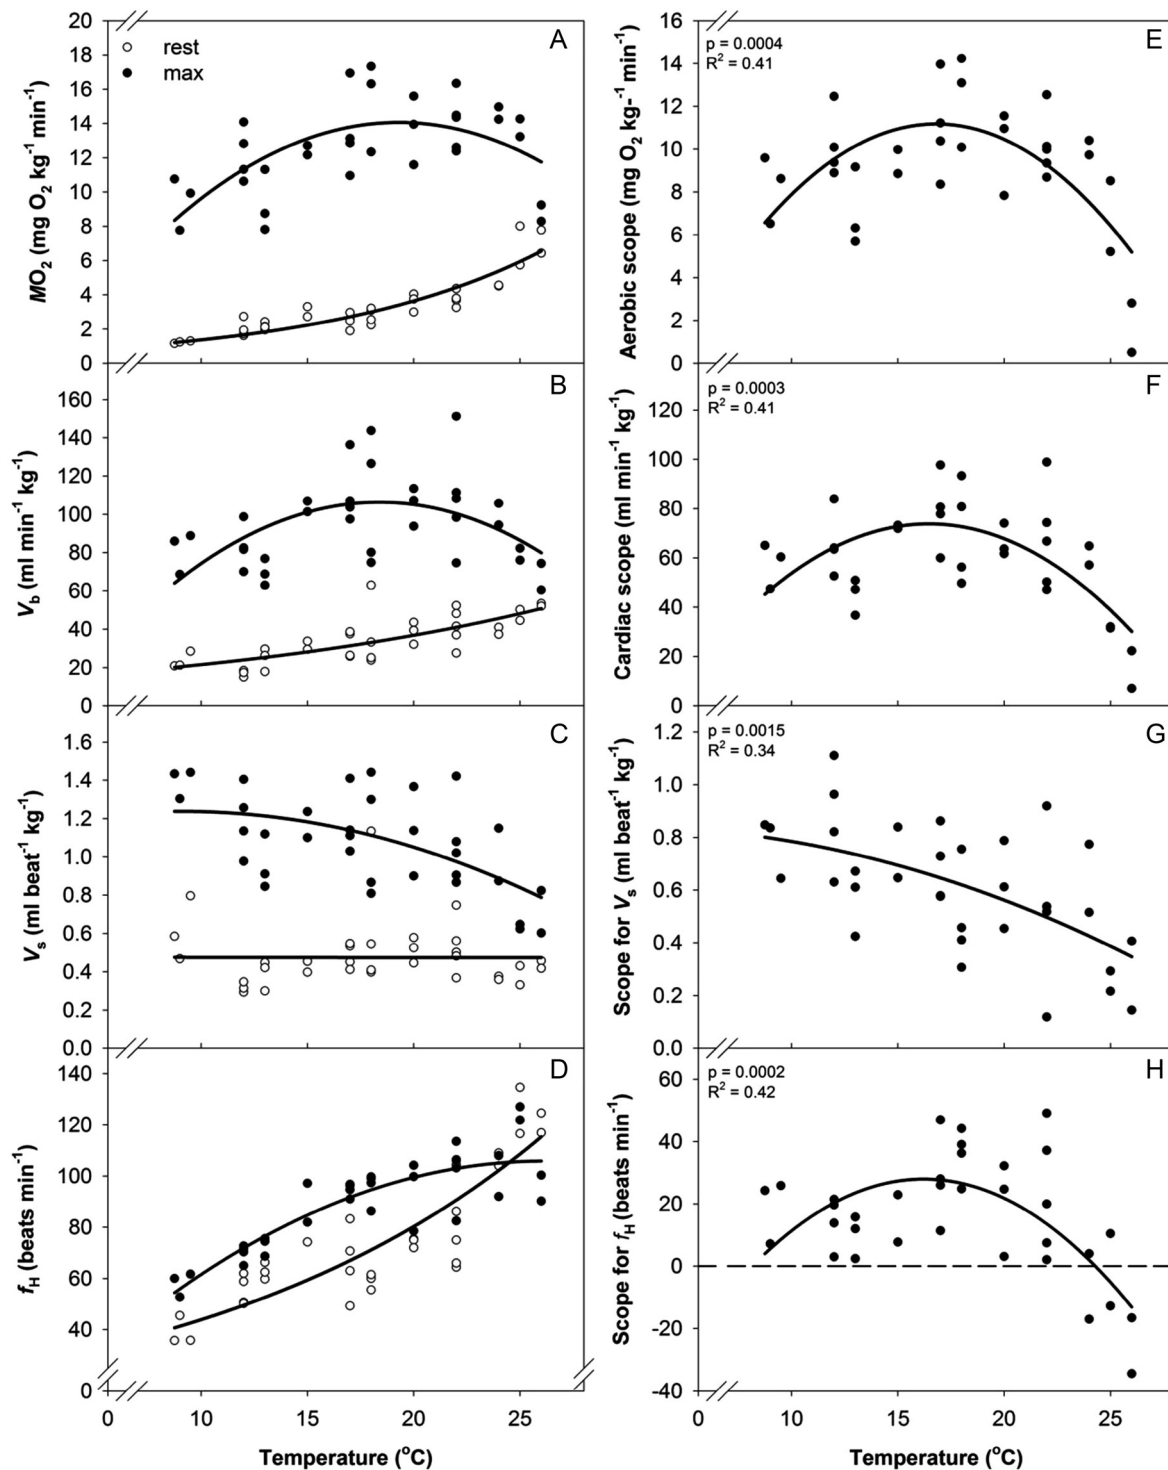 A
rest
max
MO₂ (mg O₂ kg⁻¹ min⁻¹)
20
18
16
14
12
10
8
6
4
2
0
E
p = 0.0004
R² = 0.41
Aerobic scope (mg O₂ kg-¹ min⁻¹)
16
14
12
10
8
6
4
2
0
B
V_b (ml min⁻¹ kg⁻¹)
160
140
120
100
80
60
40
20
0
F
p = 0.0003
R² = 0.41
Cardiac scope (ml min⁻¹ kg⁻¹)
120
100
80
60
40
20
0
C
V_s (ml beat⁻¹ kg⁻¹)
1.6
1.4
1.2
1.0
0.8
0.6
0.4
0.2
0.0
G
p = 0.0015
R² = 0.34
Scope for V_s (ml beat⁻¹ kg⁻¹)
1.2
1.0
0.8
0.6
0.4
0.2
0.0
D
f_H (beats min⁻¹)
140
120
100
80
60
40
0
0 10 15 20 25
Temperature (°C)
H
p = 0.0002
R² = 0.42
Scope for f_H (beats min⁻¹)
60
40
20
0
-20
-40
0 10 15 20 25
Temperature (°C)